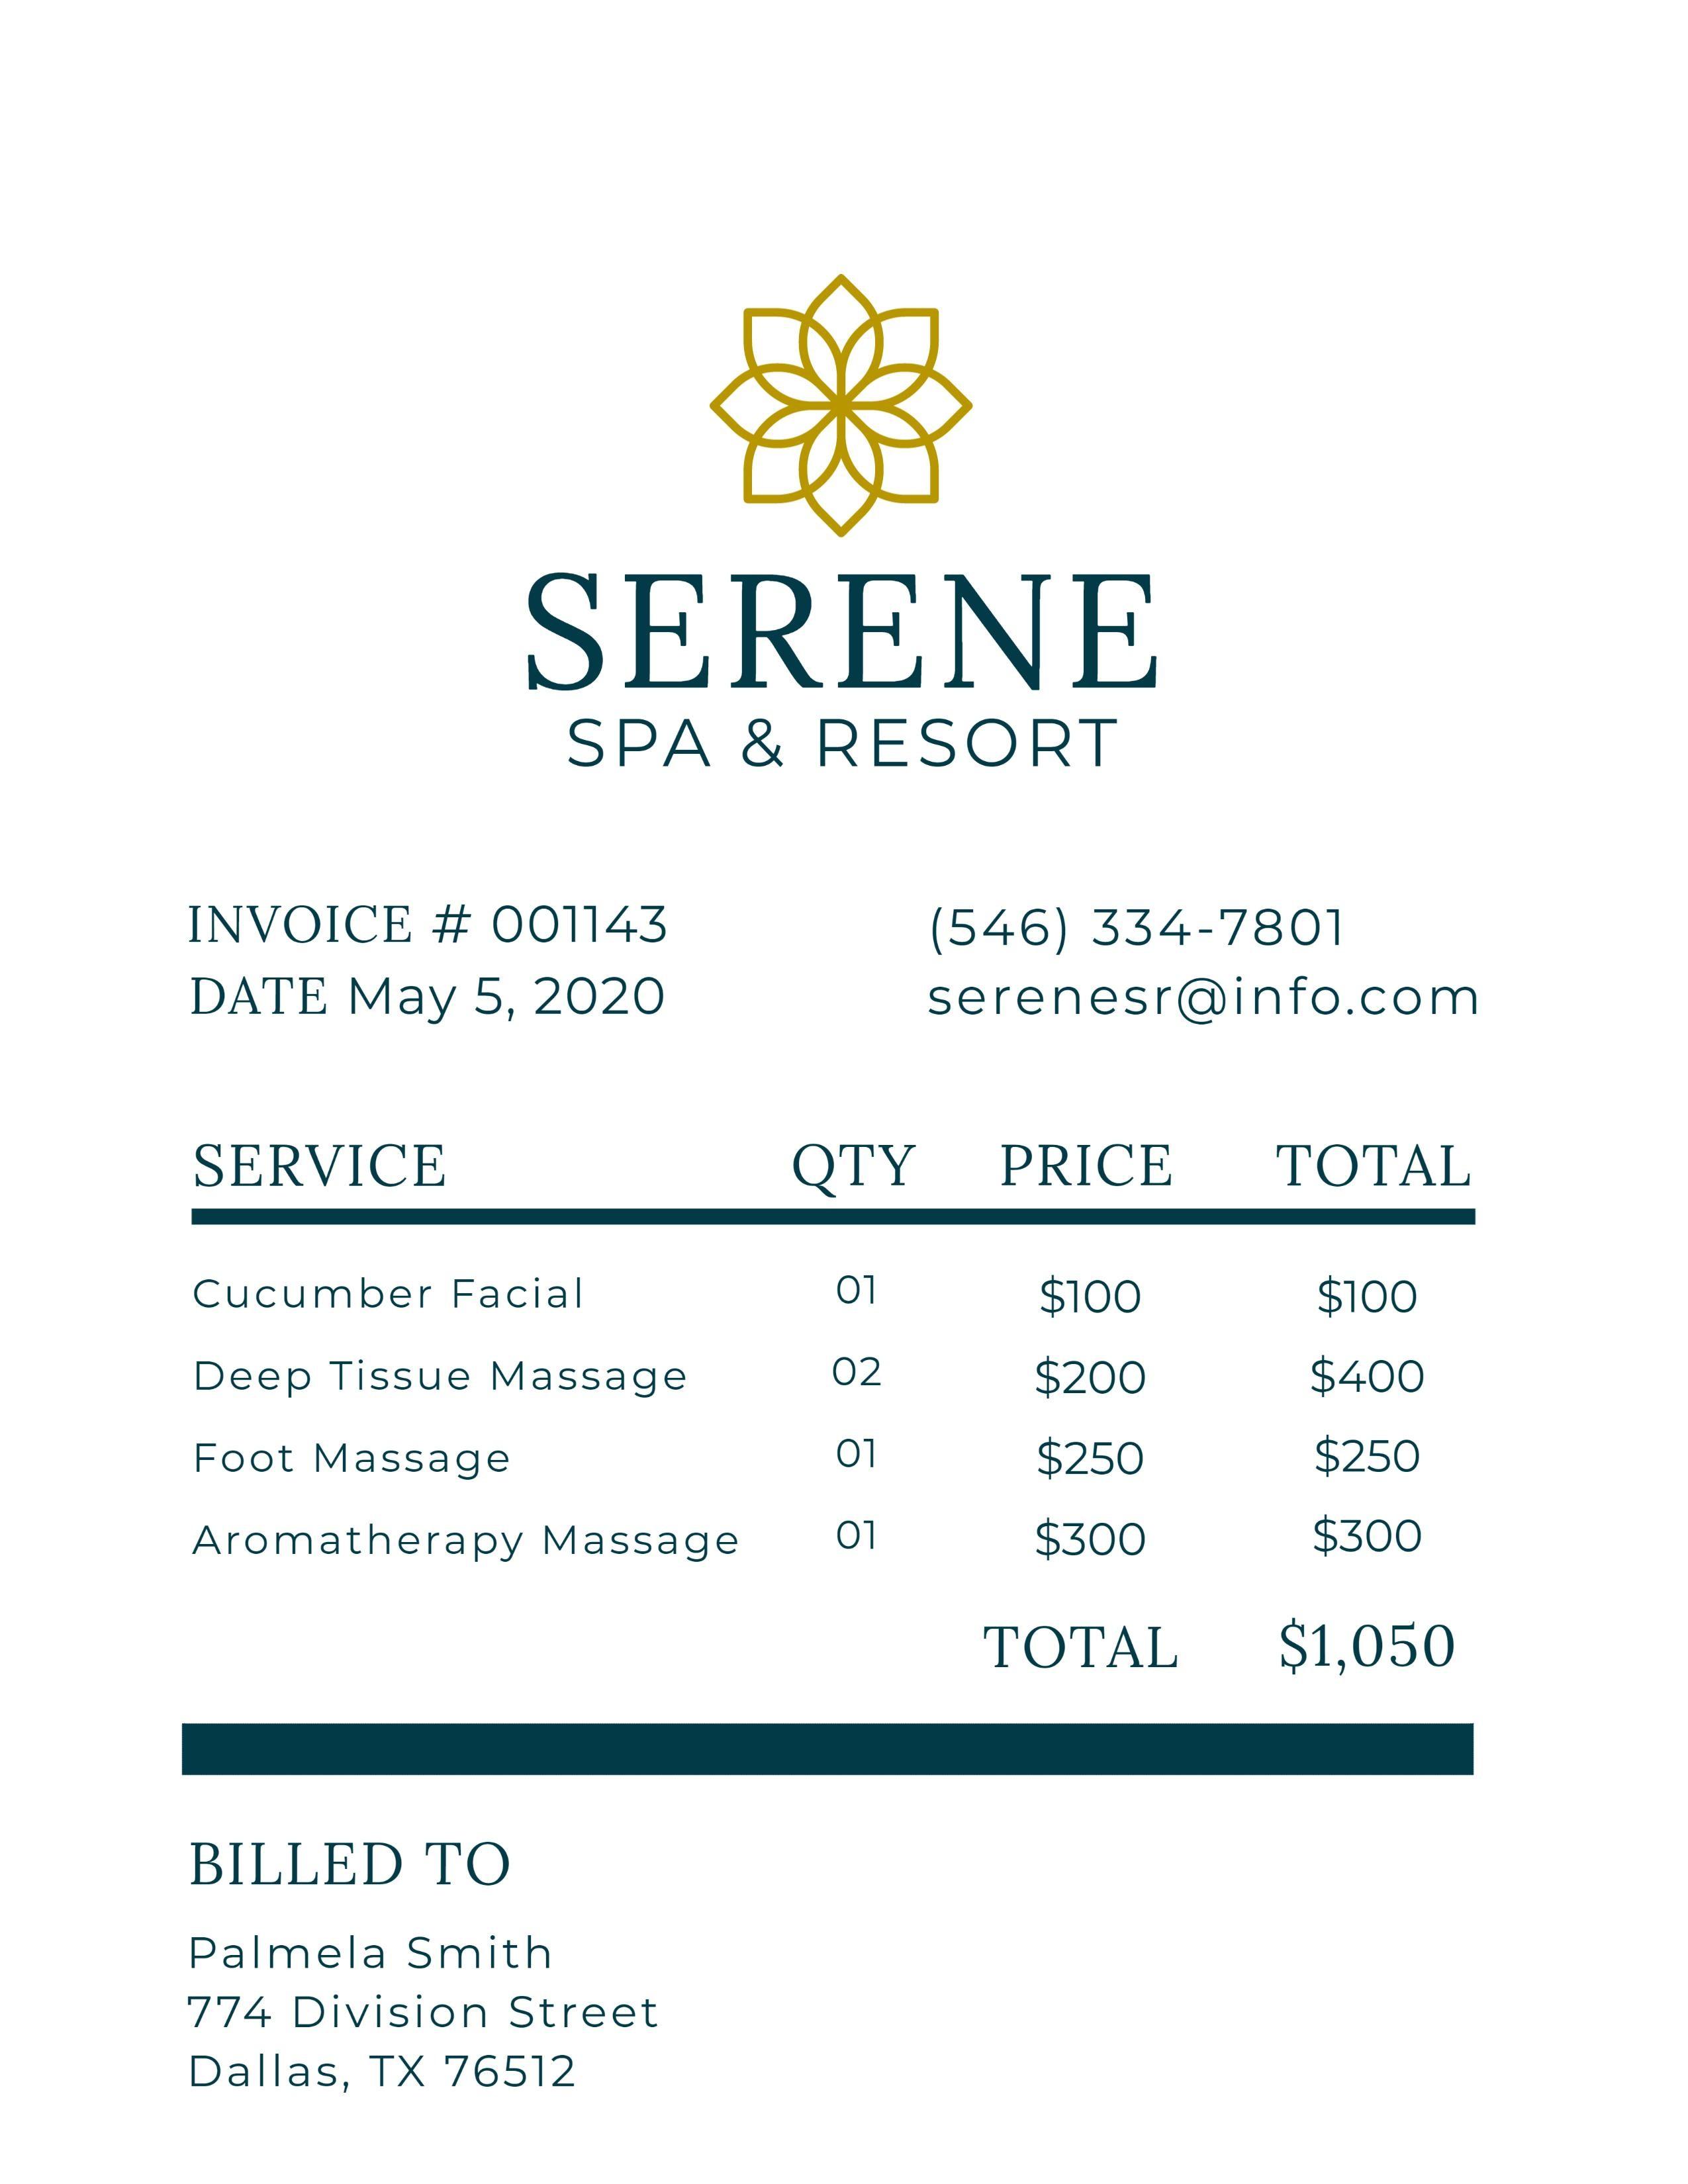 SERENE
SPA & RESORT
INVOICE # 001143
DATE May 5, 2020
(546) 334-7801
serenesr@info.com
SERVICE QTY PRICE TOTAL
Cucumber Facial 01 $100 $100
Deep Tissue Massage 02 $200 $400
Foot Massage 01 $250 $250
Aromatherapy Massage 01 $300 $300
TOTAL $1,050
BILLED TO
Palmela Smith
774 Division Street
Dallas, TX 76512